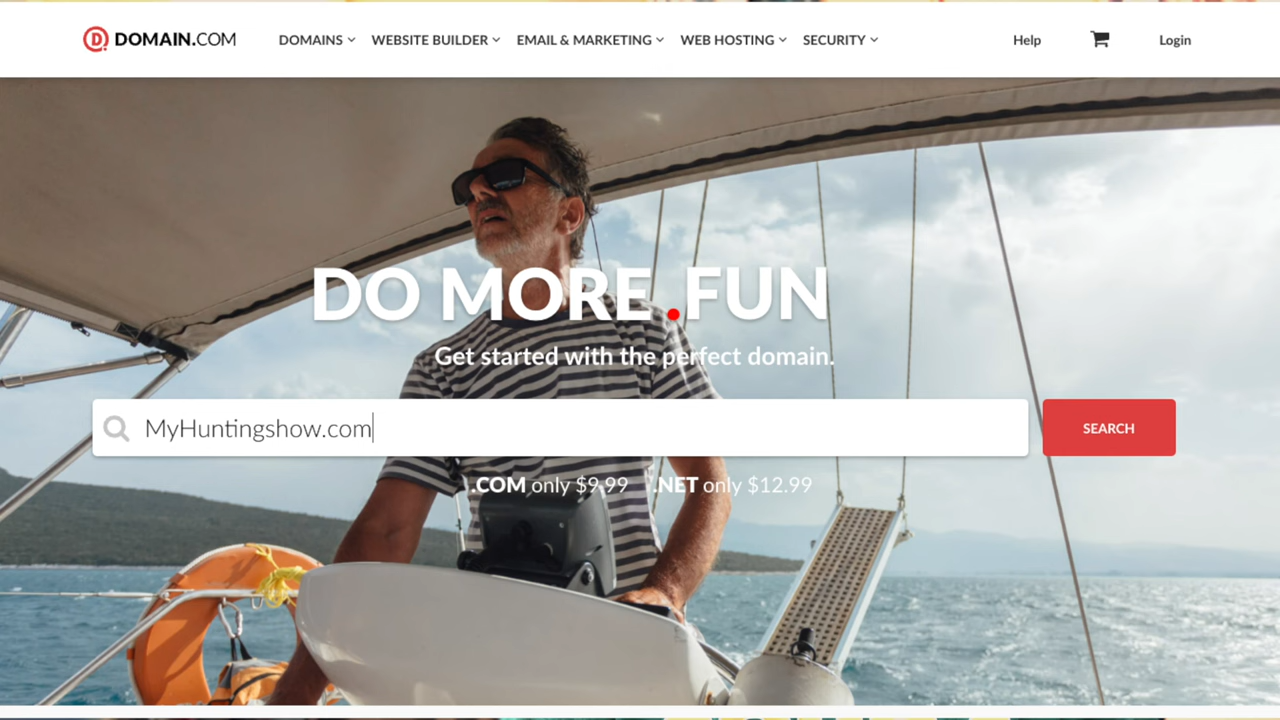 DOMAIN.COM
DOMAINS WEBSITE BUILDER EMAIL & MARKETING WEB HOSTING SECURITY Help Login
DO MORE .FUN
Get started with the perfect domain.
MyHuntingshow.com SEARCH
.COM only $9.99 .NET only $12.99